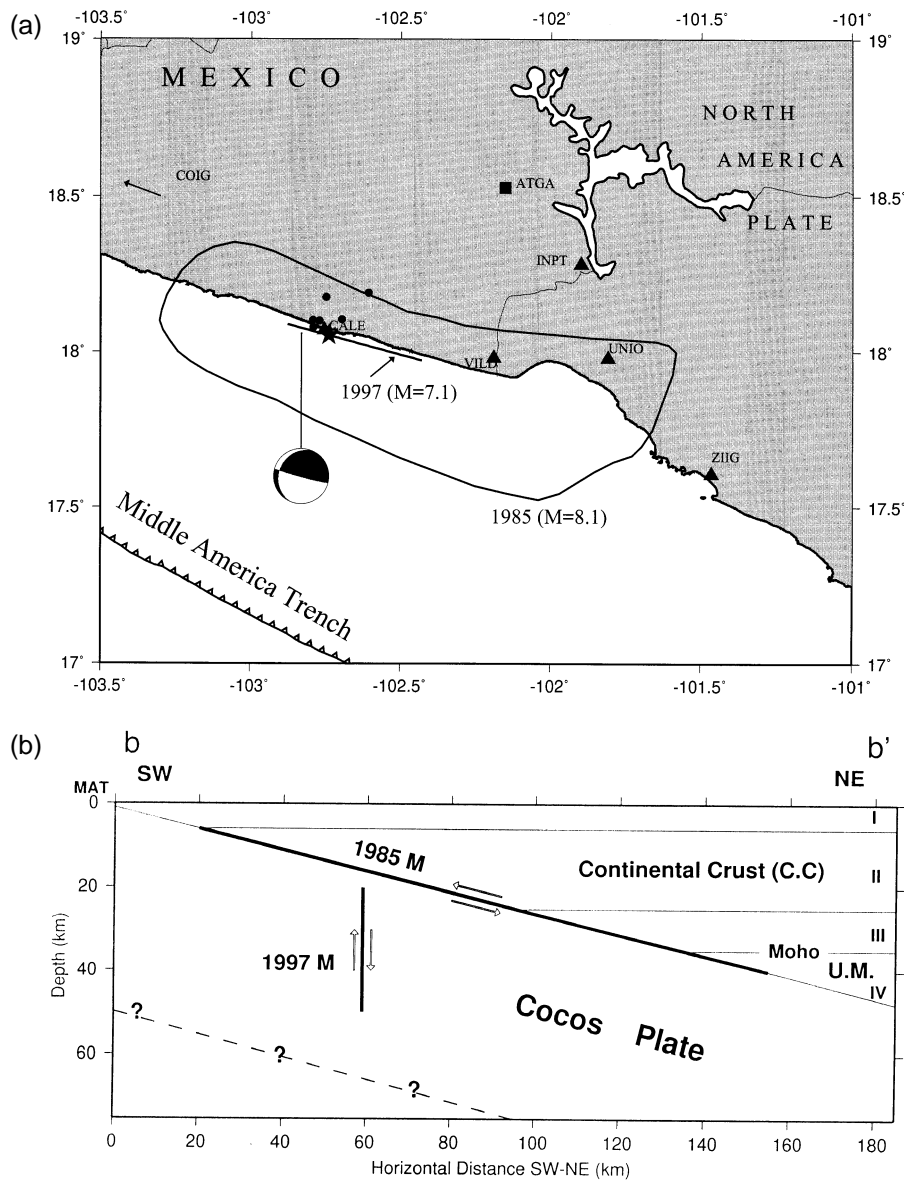 (a)
-103.5° -103° -102.5° -102° -101.5° -101°
19° 19°
MEXICO
NORTH
AMERICA
PLATE
COIG
ATGA
18.5° 18.5°
INPT
CALE
18° 18°
VILD
UNIO
1997 (M=7.1)
ZIIG
1985 (M=8.1)
17.5° 17.5°
Middle America Trench
17° 17°
-103.5° -103° -102.5° -102° -101.5° -101°
(b)
b b'
SW NE
MAT
0
I
1985 M
Continental Crust (C.C)
II
20
III
Moho
1997 M
U.M.
40
IV
Cocos Plate
?
?
?
60
Depth (km)
0 20 40 60 80 100 120 140 160 180
Horizontal Distance SW-NE (km)